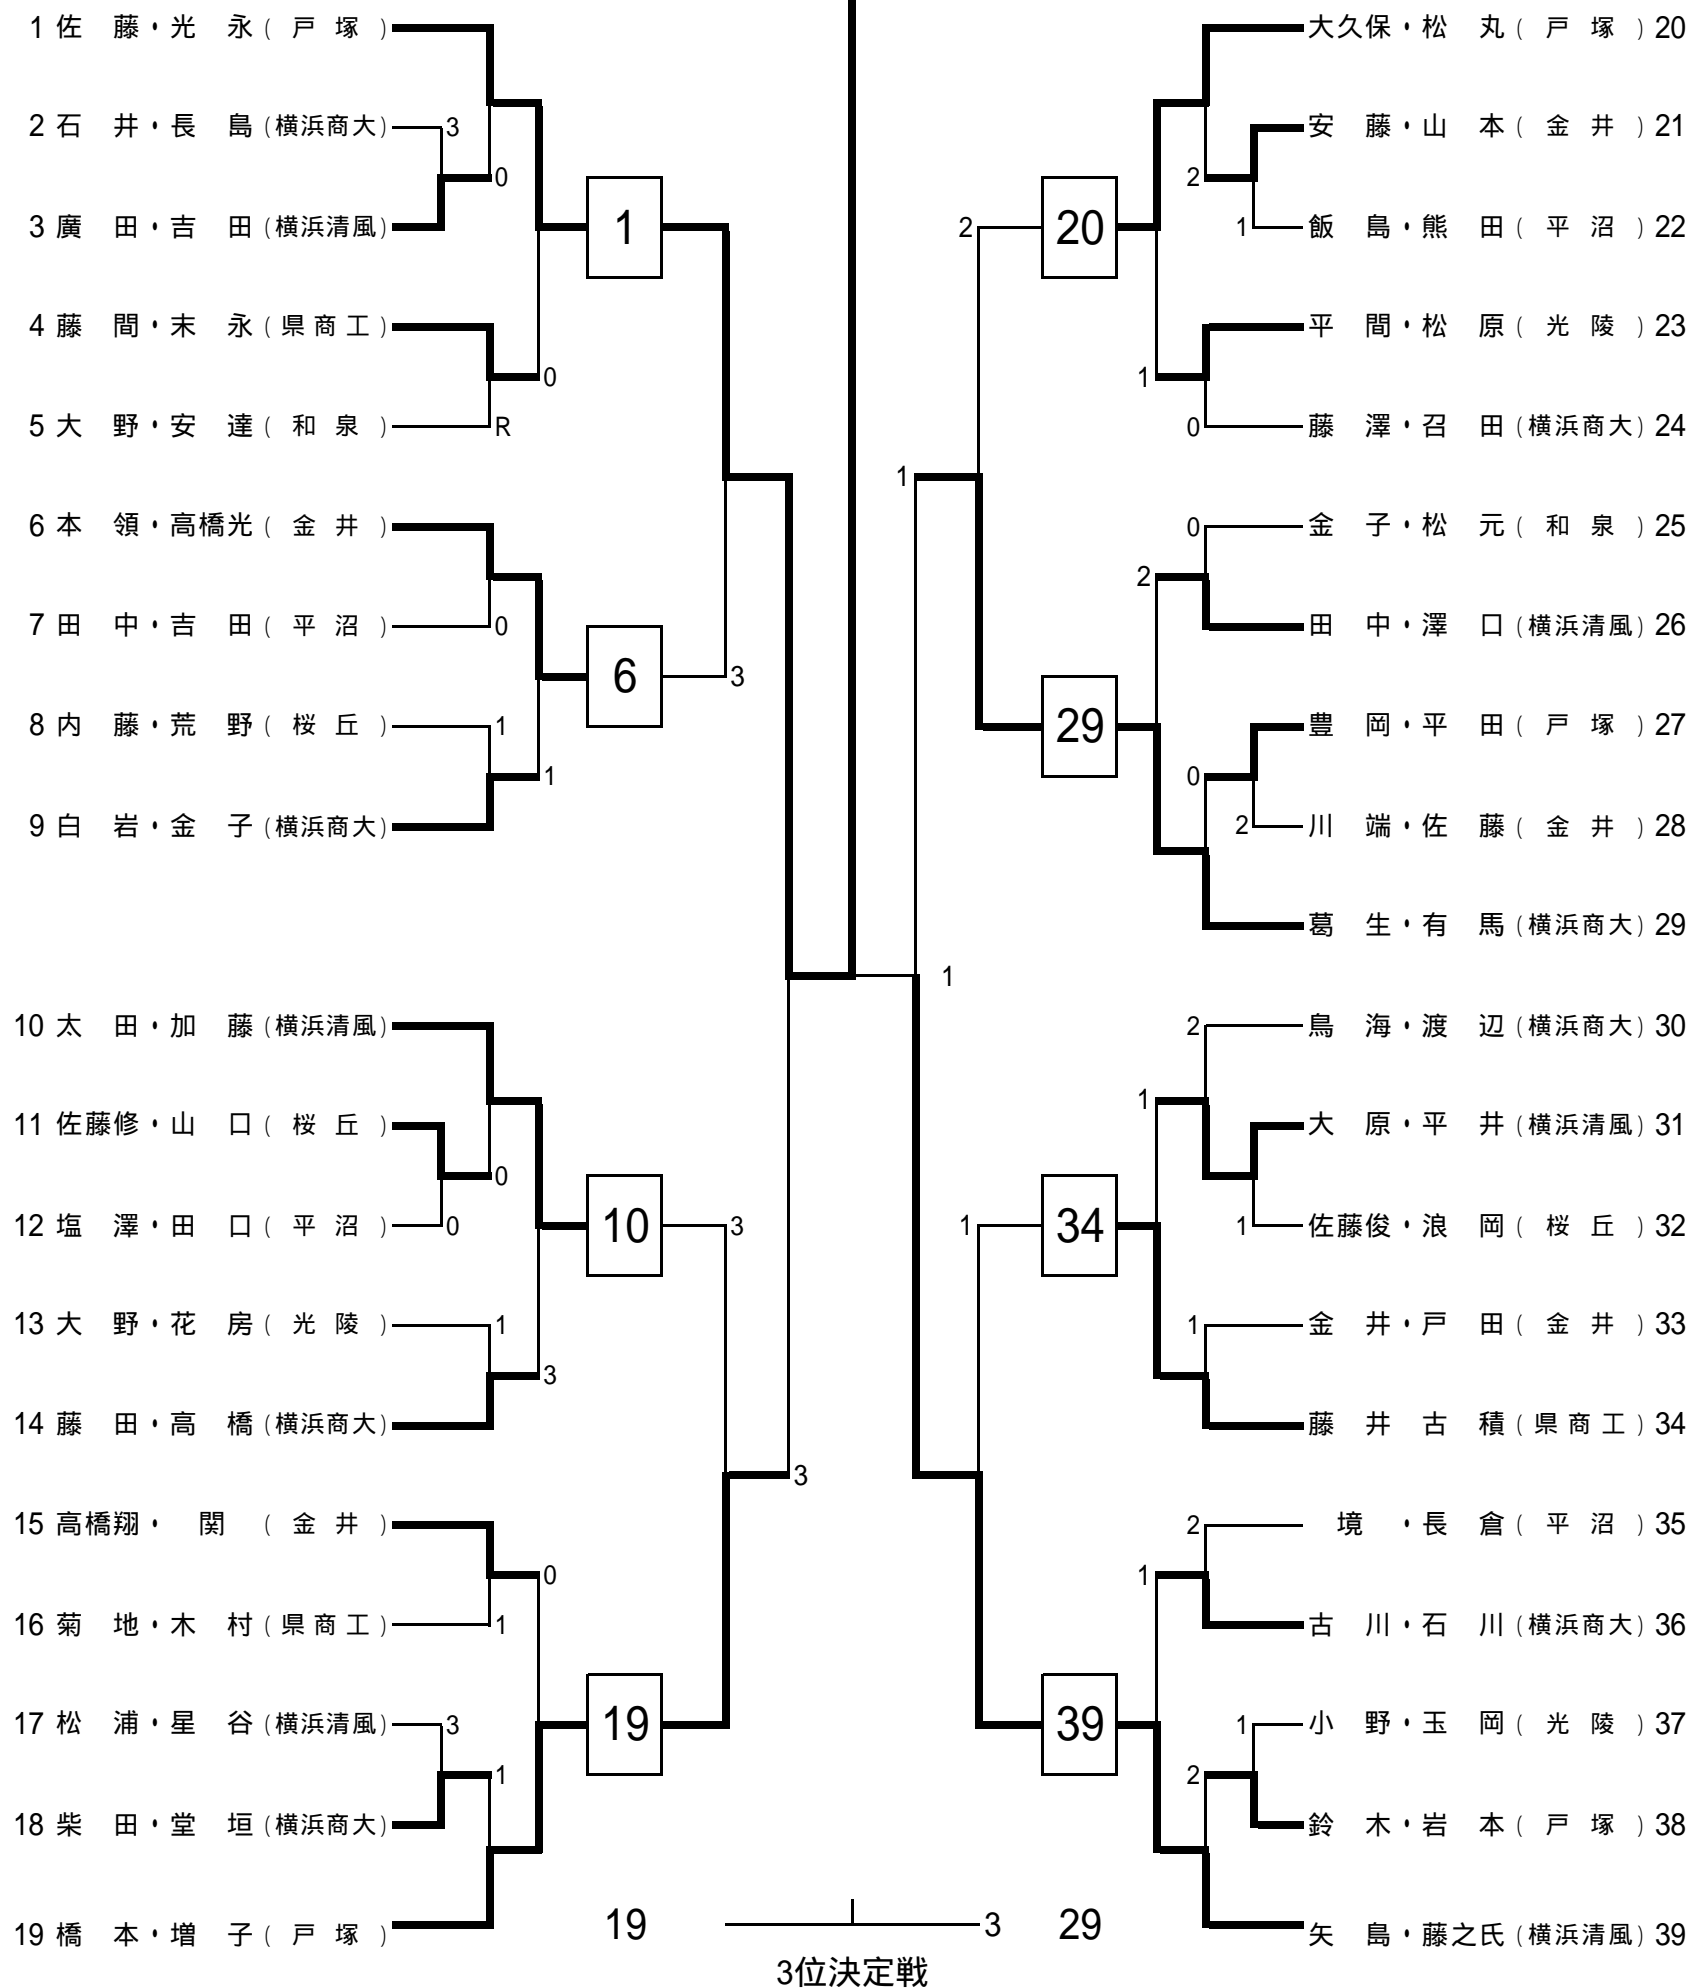 1 佐 藤・光 永 ( 戸 塚 )
2 石 井・長 島 (横浜商大) 3
0
3 廣 田・吉 田 (横浜清風)
1
4 藤 間・末 永 ( 県 商 工 )
0
5 大 野・安 達 ( 和 泉 ) R
6 本 領・高橋光 ( 金 井 )
7 田 中・吉 田 ( 平 沼 ) 0
6 3
8 内 藤・荒 野 ( 桜 丘 ) 1
1
9 白 岩・金 子 (横浜商大)
10 太 田・加 藤 (横浜清風)
11 佐藤修・山 口 ( 桜 丘 )
0
12 塩 澤・田 口 ( 平 沼 ) 0
10 3
13 大 野・花 房 ( 光 陵 ) 1
3
14 藤 田・高 橋 (横浜商大)
3
15 高橋翔・ 関 ( 金 井 )
0
16 菊 地・木 村 ( 県 商 工 ) 1
17 松 浦・星 谷 (横浜清風) 3
19
1
18 柴 田・堂 垣 (横浜商大)
19 橋 本・増 子 ( 戸 塚 )
大久保・松 丸 ( 戸 塚 ) 20
安 藤・山 本 ( 金 井 ) 21
2
1 飯 島・熊 田 ( 平 沼 ) 22
2 20
平 間・松 原 ( 光 陵 ) 23
1
0 藤 澤・召 田 (横浜商大) 24
1
0 金 子・松 元 ( 和 泉 ) 25
2
田 中・澤 口 (横浜清風) 26
29
豊 岡・平 田 ( 戸 塚 ) 27
0
2 川 端・佐 藤 ( 金 井 ) 28
葛 生・有 馬 (横浜商大) 29
1
2 鳥 海・渡 辺 (横浜商大) 30
1
大 原・平 井 (横浜清風) 31
1 佐藤俊・浪 岡 ( 桜 丘 ) 32
1 34
1 金 井・戸 田 ( 金 井 ) 33
藤 井 古 積 ( 県 商 工 ) 34
2 境 ・長 倉 ( 平 沼 ) 35
1
古 川・石 川 (横浜商大) 36
39
1 小 野・玉 岡 ( 光 陵 ) 37
2
鈴 木・岩 本 ( 戸 塚 ) 38
矢 島・藤之氏 (横浜清風) 39
19 3 29
3位決定戦